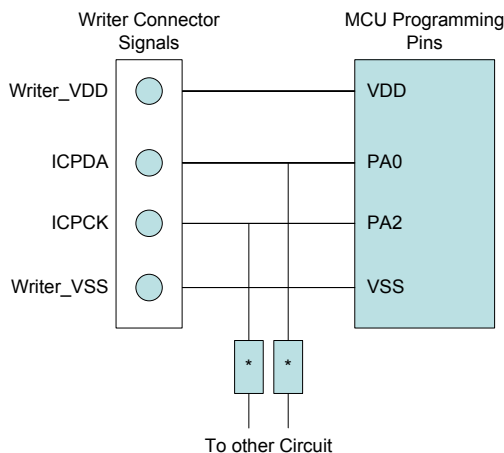 Writer Connector
Signals
MCU Programming
Pins
Writer_VDD
VDD
ICPDA
PA0
ICPCK
PA2
Writer_VSS
VSS
*
*
To other Circuit